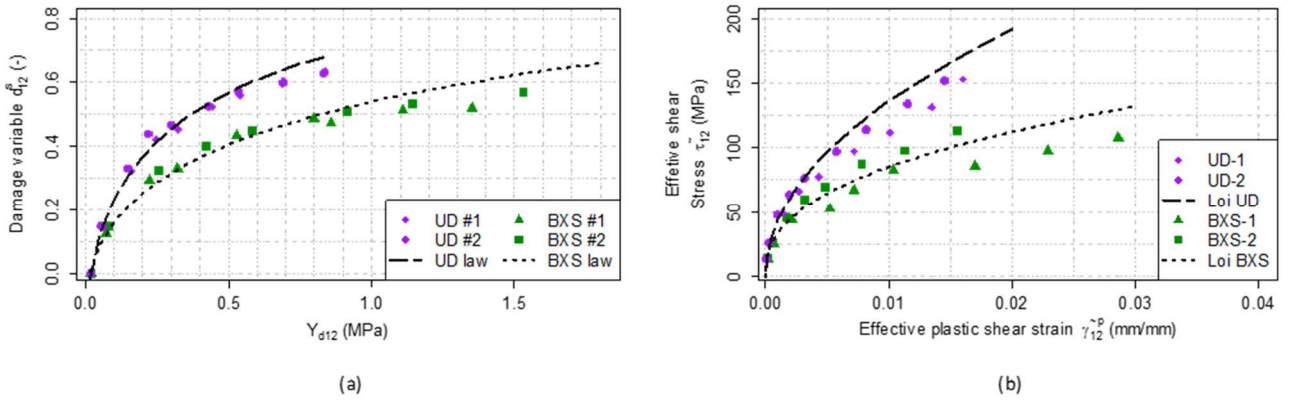 Damage variable d₁₂ᵍ (-)
0.0
0.2
0.4
0.6
0.8
0.0
0.5
1.0
1.5
Y_d12 (MPa)
UD #1
UD #2
UD law
BXS #1
BXS #2
BXS law
(a)
Effetive shear
Stress τ̃₁₂ (MPa)
0
50
100
150
200
0.00
0.01
0.02
0.03
0.04
Effective plastic shear strain γ̃₁₂ᵖ (mm/mm)
UD-1
UD-2
Loi UD
BXS-1
BXS-2
Loi BXS
(b)